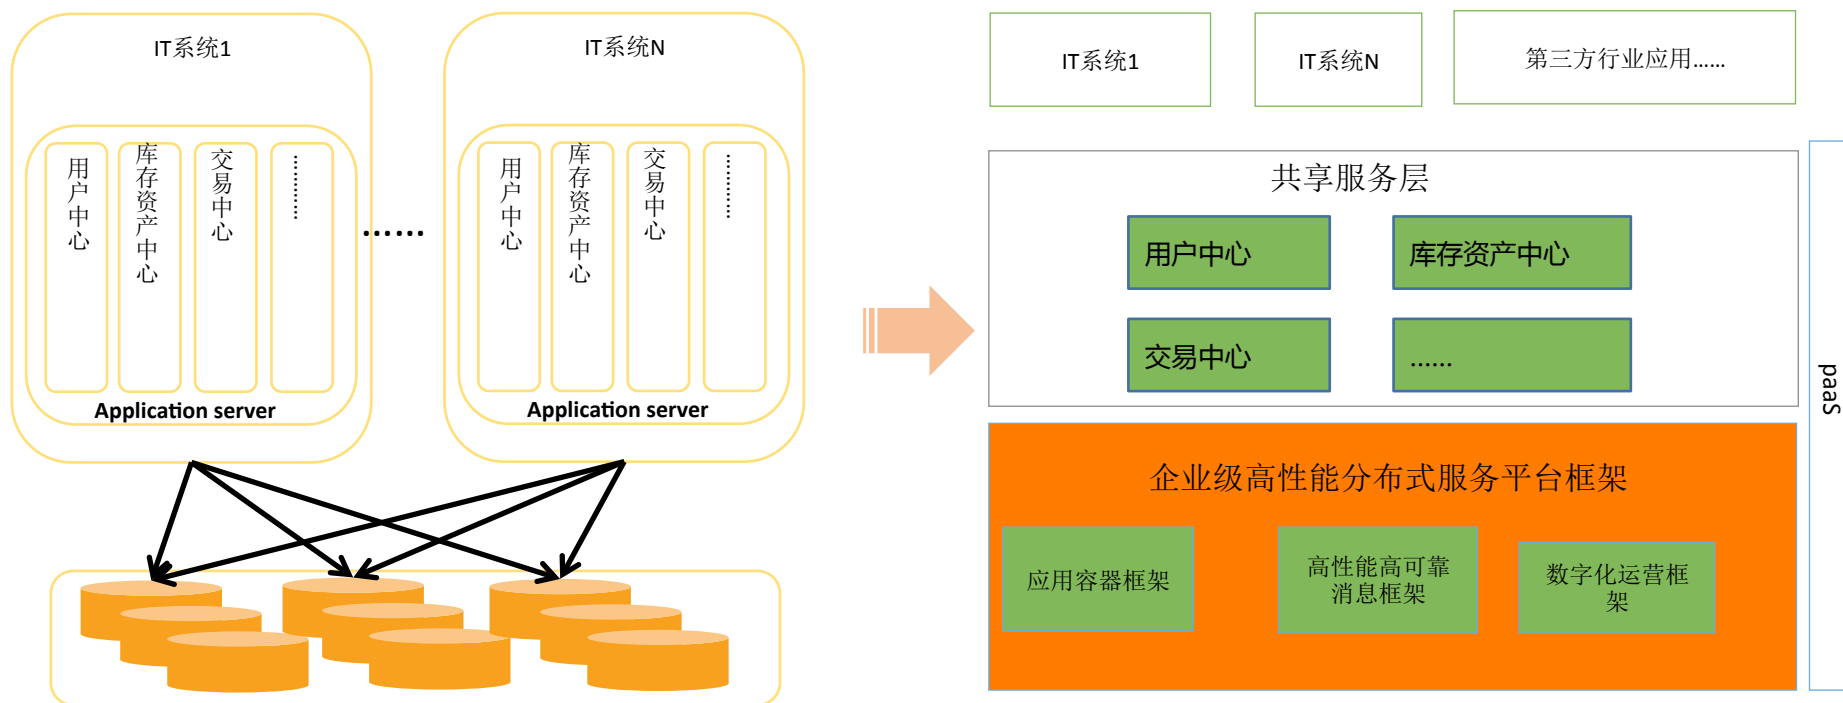 IT系统1
用户中心
库存资产中心
交易中心
...........
Application server
......
IT系统N
用户中心
库存资产中心
交易中心
...........
Application server
IT系统1
IT系统N
第三方行业应用......
共享服务层
用户中心
库存资产中心
交易中心
......
企业级高性能分布式服务平台框架
应用容器框架
高性能高可靠
消息框架
数字化运营框
架
paaS